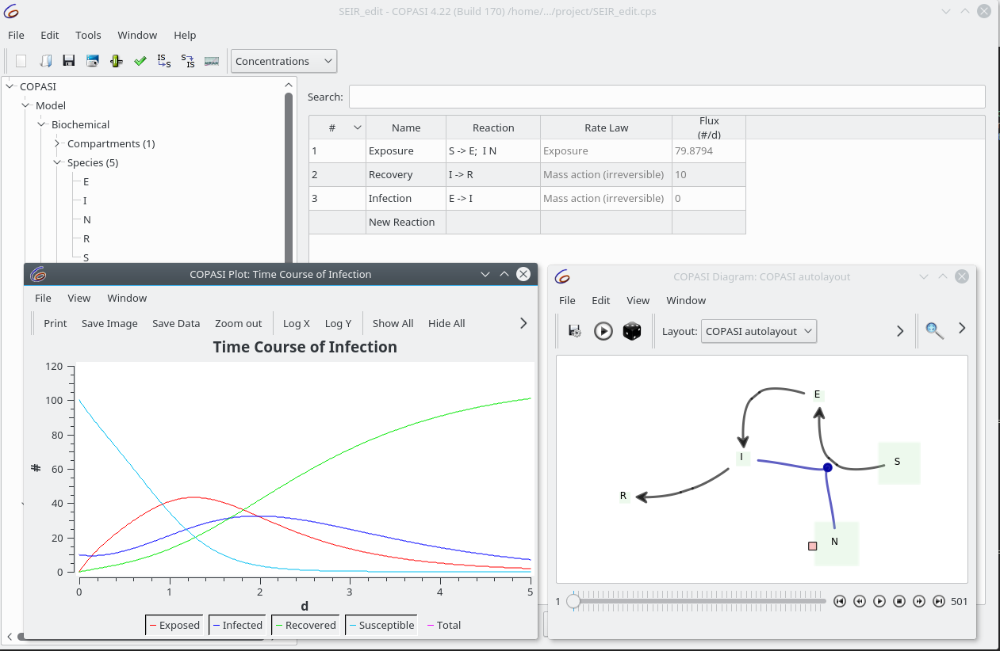 SEIR_edit - COPASI 4.22 (Build 170) /home/.../project/SEIR_edit.cps
File Edit Tools Window Help
Concentrations
COPASI
Model
Biochemical
Compartments (1)
Species (5)
E
I
N
R
S
Search:
# Name Reaction Rate Law Flux (#/d)
1 Exposure S -> E; I N Exposure 79.8794
2 Recovery I -> R Mass action (irreversible) 10
3 Infection E -> I Mass action (irreversible) 0
New Reaction
COPASI Plot: Time Course of Infection
File View Window
Print Save Image Save Data Zoom out Log X Log Y Show All Hide All
Time Course of Infection
120
100
80
60
40
20
0
#
0 1 2 3 4 5
d
Exposed Infected Recovered Susceptible Total
COPASI Diagram: COPASI autolayout
File Edit View Window
Layout: COPASI autolayout
E
I
S
R
N
1 501